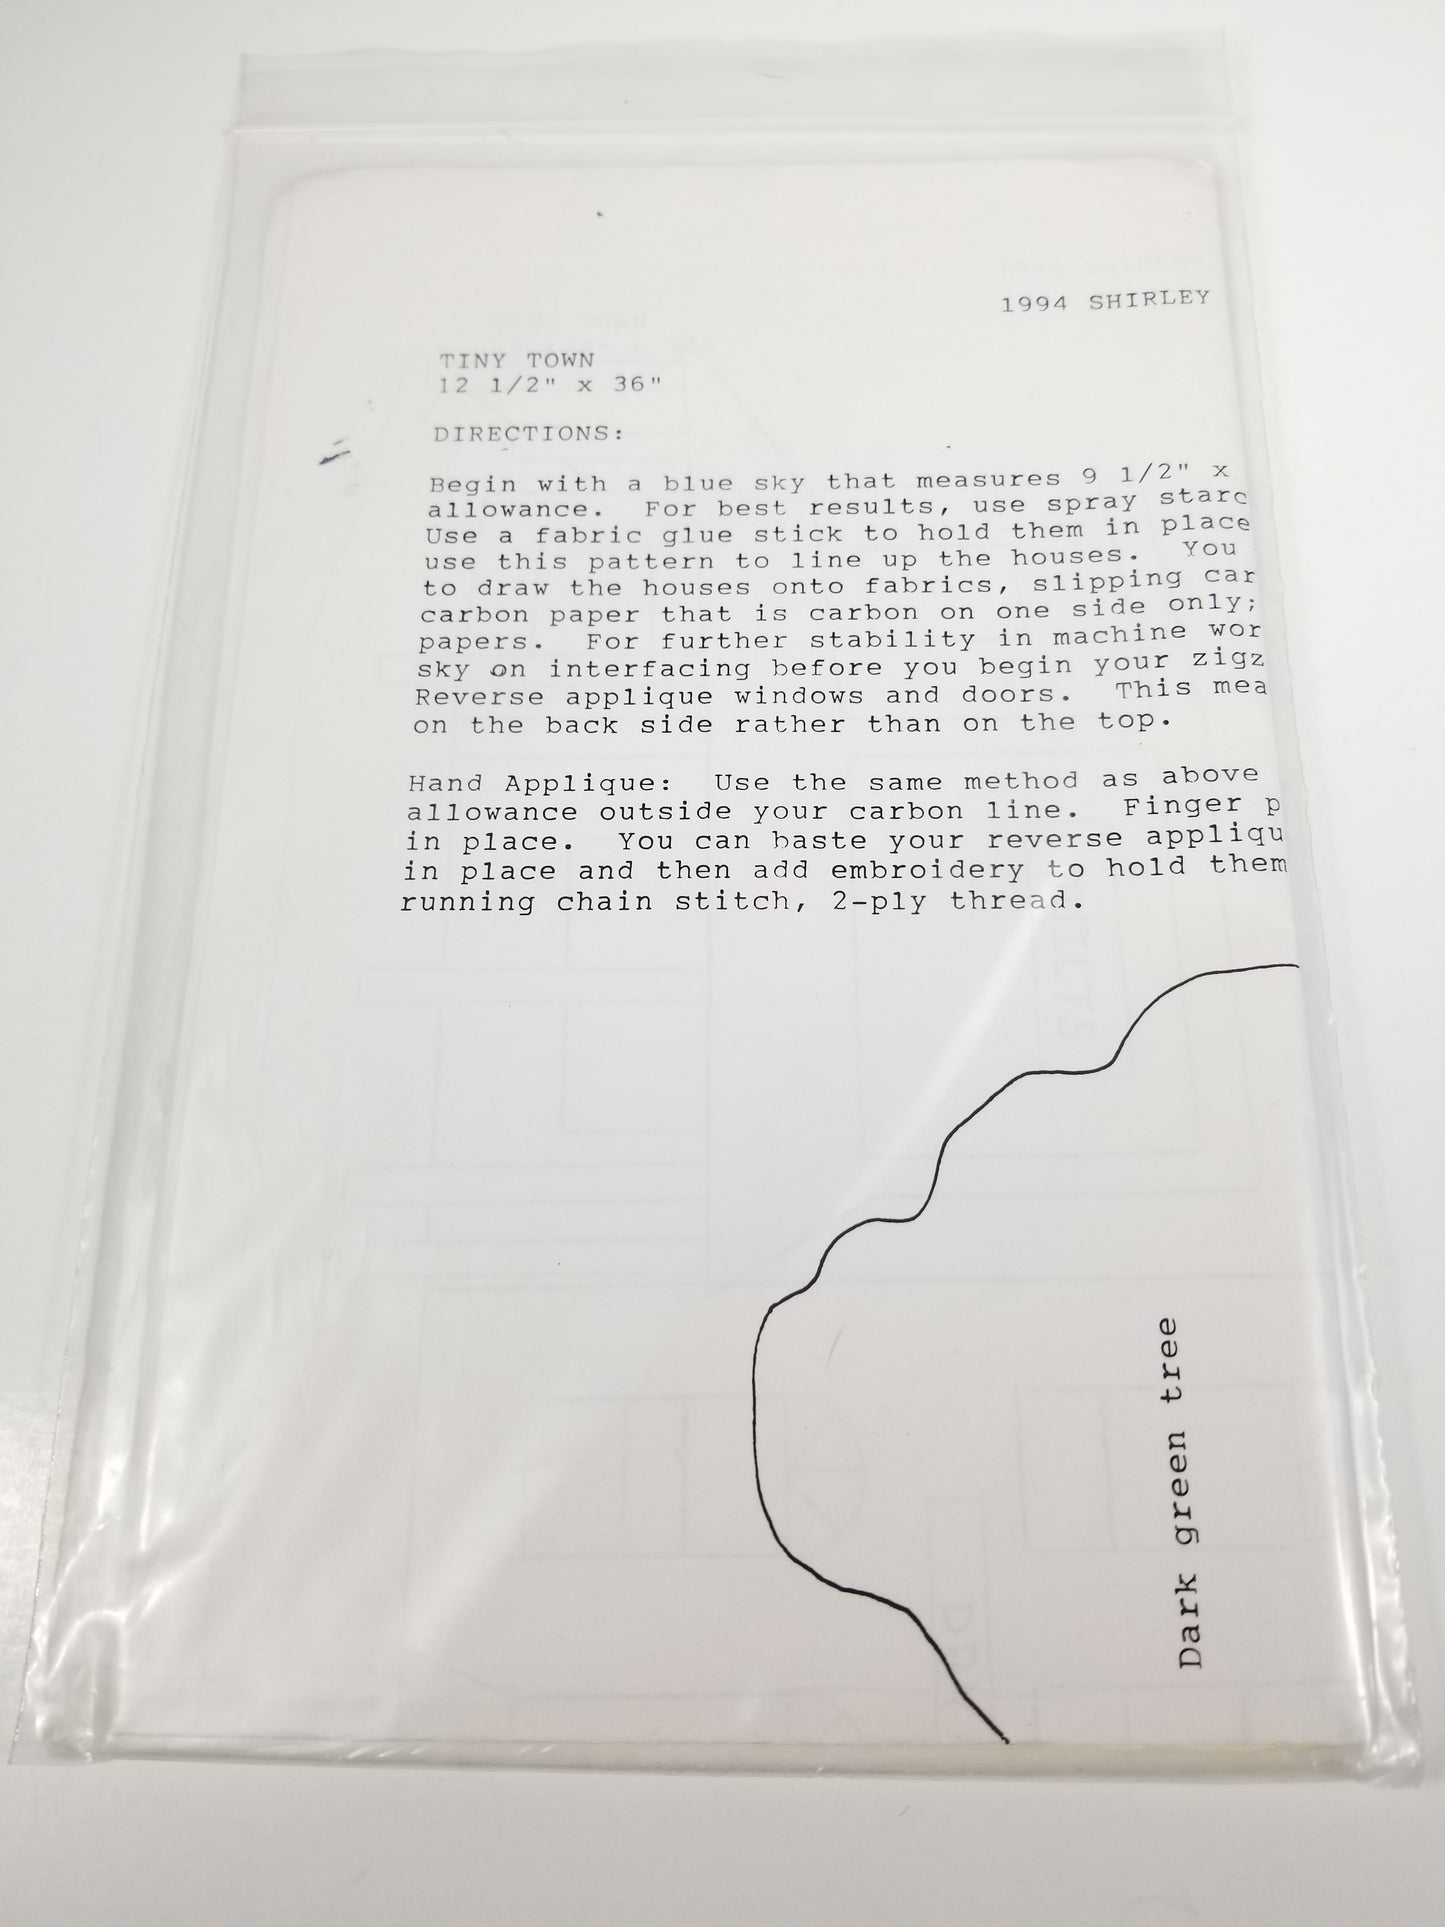 1994 SHIRLEY
TINY TOWN
12 1/2" x 36"
DIRECTIONS:
Begin with a blue sky that measures 9 1/2" x
allowance. For best results, use spray starc
Use a fabric glue stick to hold them in place
use this pattern to line up the houses. You
to draw the houses onto fabrics, slipping car
carbon paper that is carbon on one side only;
papers. For further stability in machine wor
sky on interfacing before you begin your zigz
Reverse applique windows and doors. This mea
on the back side rather than on the top.
Hand Applique: Use the same method as above
allowance outside your carbon line. Finger p
in place. You can baste your reverse appliqu
in place and then add embroidery to hold them
running chain stitch, 2-ply thread.
Dark green tree